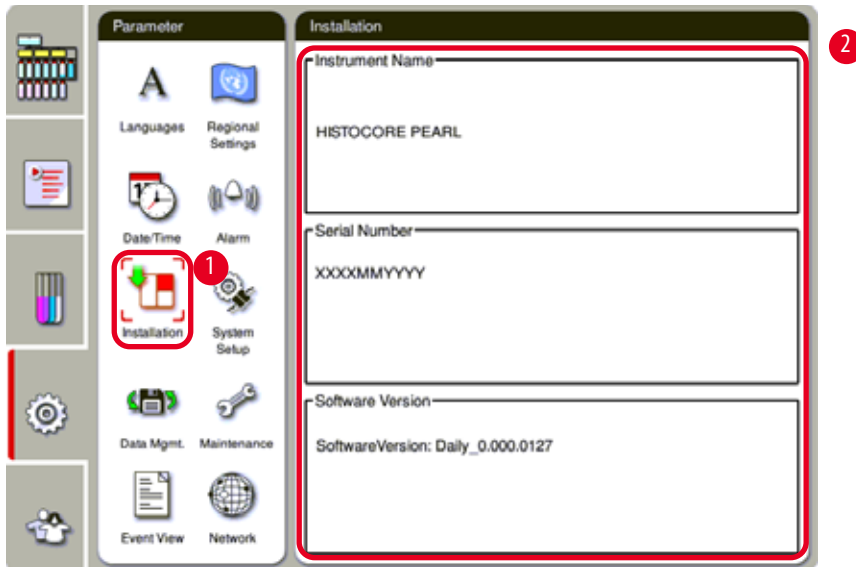 Parameter
A
Languages
Regional
Settings
Date/Time
Alarm
1
Installation
System
Setup
Data Mgmt.
Maintenance
Event View
Network
Installation
2
Instrument Name
HISTOCORE PEARL
Serial Number
XXXXMMYYYY
Software Version
SoftwareVersion: Daily_0.000.0127